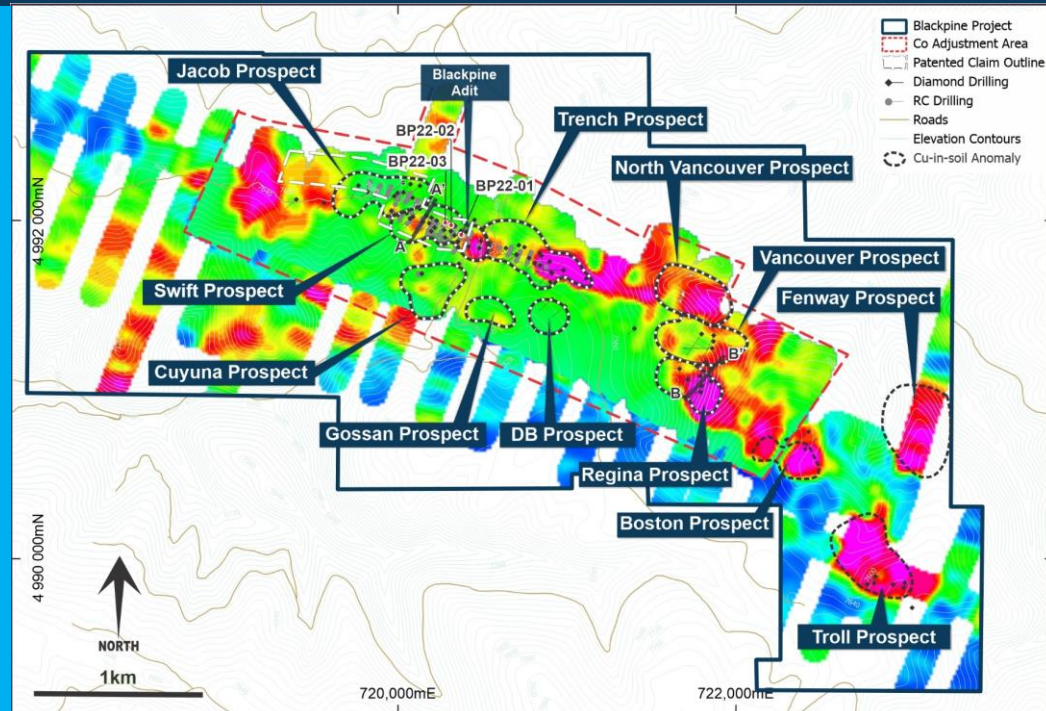 Blackpine Project
Co Adjustment Area
Patented Claim Outline
Diamond Drilling
RC Drilling
Roads
Elevation Contours
Cu-in-soil Anomaly
Jacob Prospect
Blackpine
Adit
BP22-02
BP22-03
BP22-01
Trench Prospect
North Vancouver Prospect
Vancouver Prospect
Fenway Prospect
A'
A
Swift Prospect
Cuyuna Prospect
Gossan Prospect
DB Prospect
B'
B
Regina Prospect
Boston Prospect
Troll Prospect
4 992 000mN
4 990 000mN
NORTH
1km
720,000mE
722,000mE